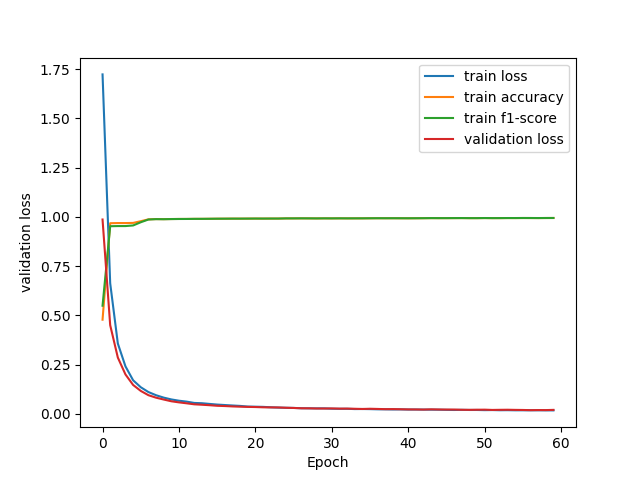 train loss
train accuracy
train f1-score
validation loss
1.75
1.50
1.25
1.00
0.75
0.50
0.25
0.00
validation loss
0 10 20 30 40 50 60
Epoch